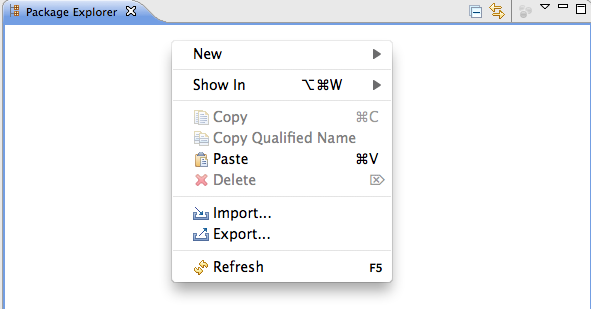 Package Explorer
New
Show In ⌥⌘W
Copy ⌘C
Copy Qualified Name
Paste ⌘V
Delete ⌦
Import...
Export...
Refresh F5